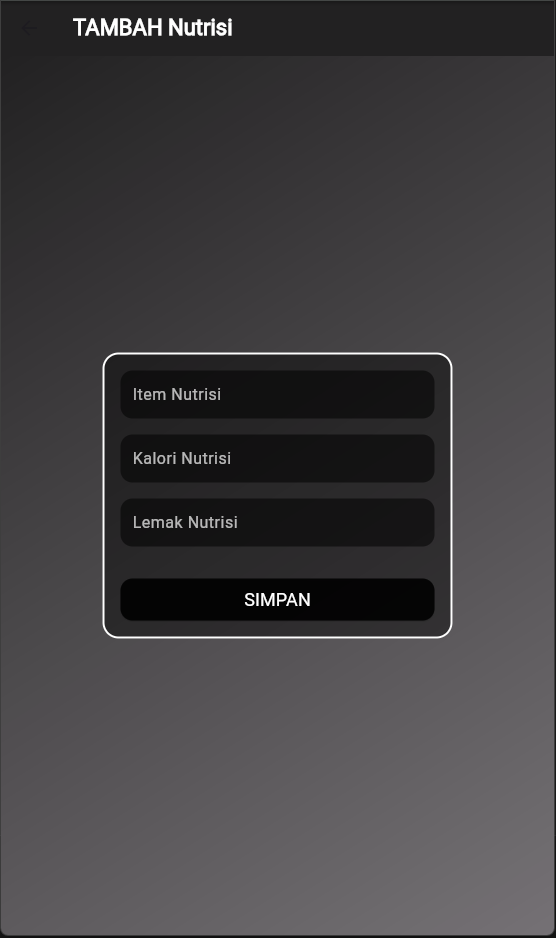 TAMBAH Nutrisi
Item Nutrisi
Kalori Nutrisi
Lemak Nutrisi
SIMPAN